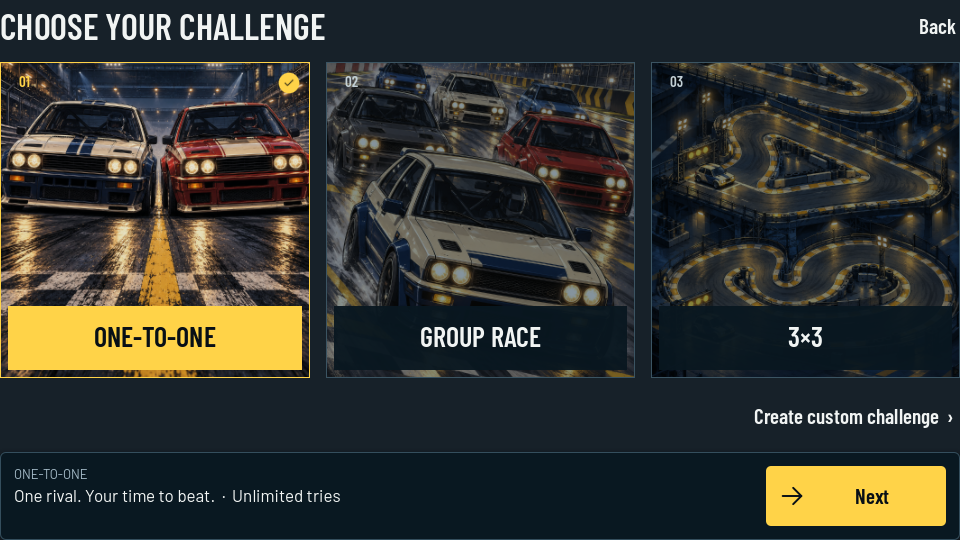 CHOOSE YOUR CHALLENGE
Back
01
02
03
ONE-TO-ONE
GROUP RACE
3×3
Create custom challenge ›
ONE-TO-ONE
One rival. Your time to beat. · Unlimited tries
Next